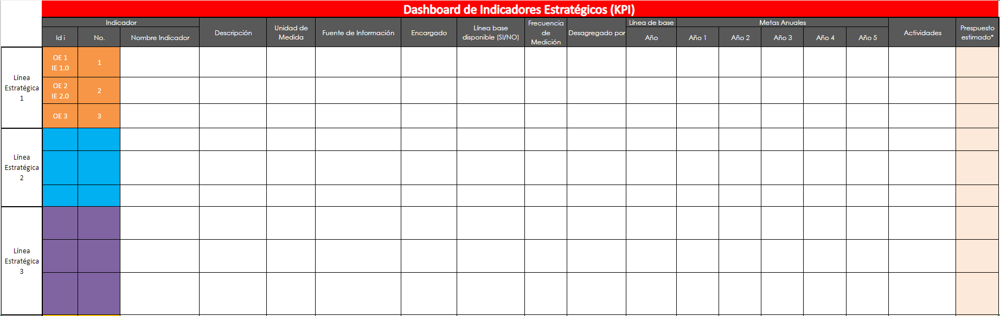 Dashboard de Indicadores Estratégicos (KPI)
Indicador
Id i
No.
Nombre Indicador
Descripción
Unidad de
Medida
Fuente de Información
Encargado
Línea base
disponible (SI/NO)
Frecuencia
de
Medición
Desagregado por
Línea de base
Año
Metas Anuales
Año 1
Año 2
Año 3
Año 4
Año 5
Actividades
Prespuesto
estimado*
Línea
Estratégica
1
OE 1
IE 1.0
1
OE 2
IE 2.0
2
OE 3
3
Línea
Estratégica
2
Línea
Estratégica
3